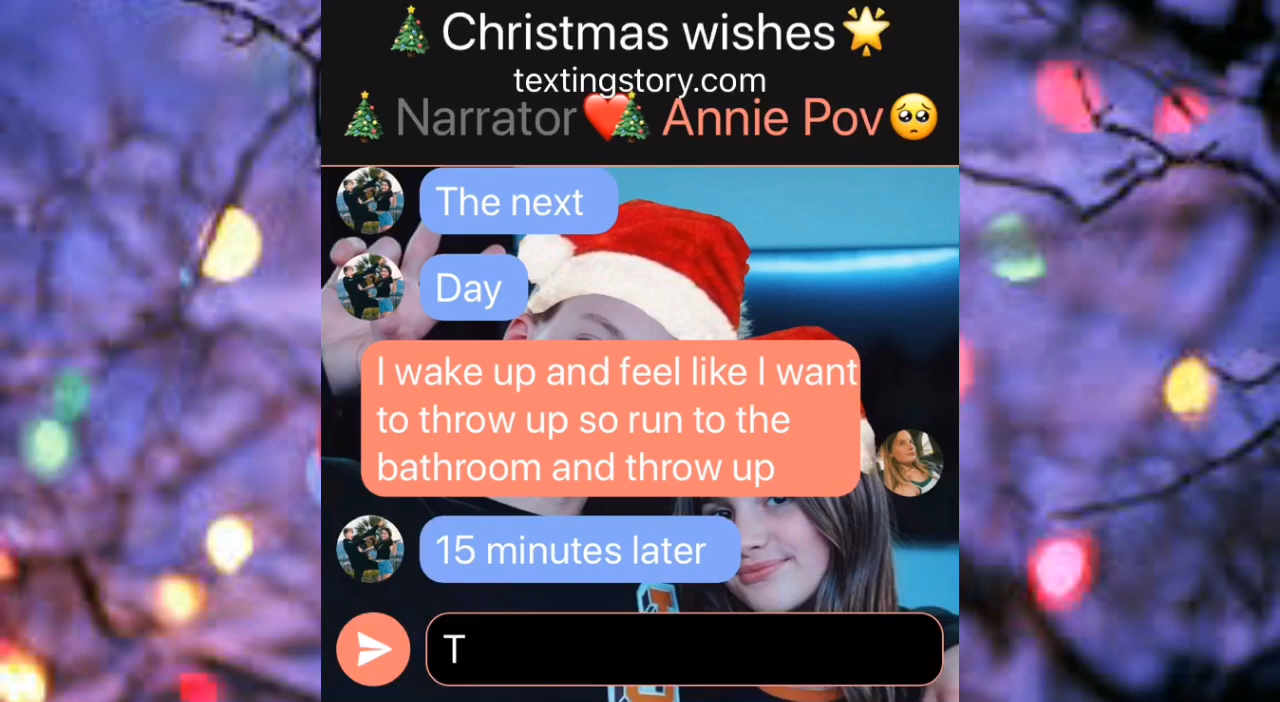 🎄Christmas wishes🌟
textingstory.com
🎄Narrator❤️🎄Annie Pov🥺
The next
Day
I wake up and feel like I want
to throw up so run to the
bathroom and throw up
15 minutes later
T